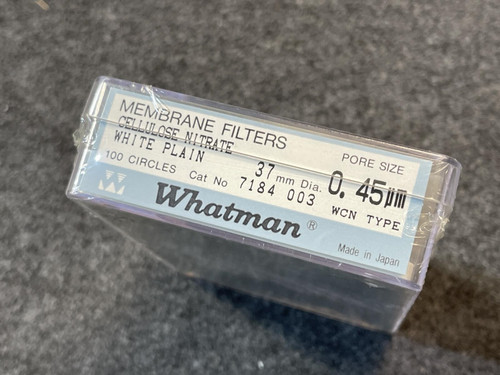 MEMBRANE FILTERS
CELLULOSE NITRATE
WHITE PLAIN
100 CIRCLES
37 mm Dia.
Cat No 7184 003
PORE SIZE
0.45µm
WCN TYPE
Whatman®
Made in Japan